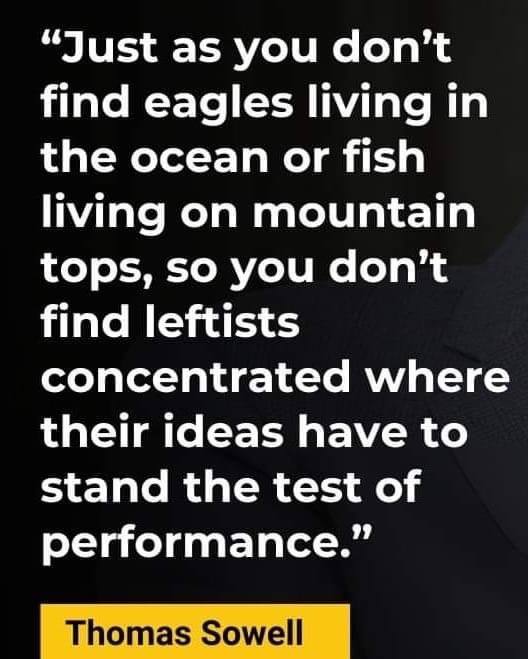 “Just as you don’t
find eagles living in
the ocean or fish
living on mountain
tops, so you don’t
find leftists
concentrated where
their ideas have to
stand the test of
performance.”
Thomas Sowell